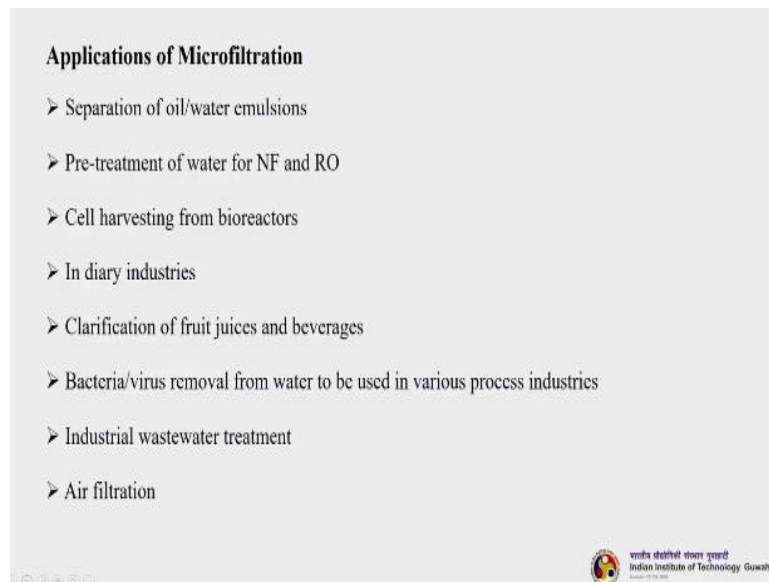 Applications of Microfiltration
➤ Separation of oil/water emulsions
➤ Pre-treatment of water for NF and RO
➤ Cell harvesting from bioreactors
➤ In diary industries
➤ Clarification of fruit juices and beverages
➤ Bacteria/virus removal from water to be used in various process industries
➤ Industrial wastewater treatment
➤ Air filtration
भारतीय प्रौद्योगिकी संस्थान गुवाहाटी
Indian Institute of Technology Guwah